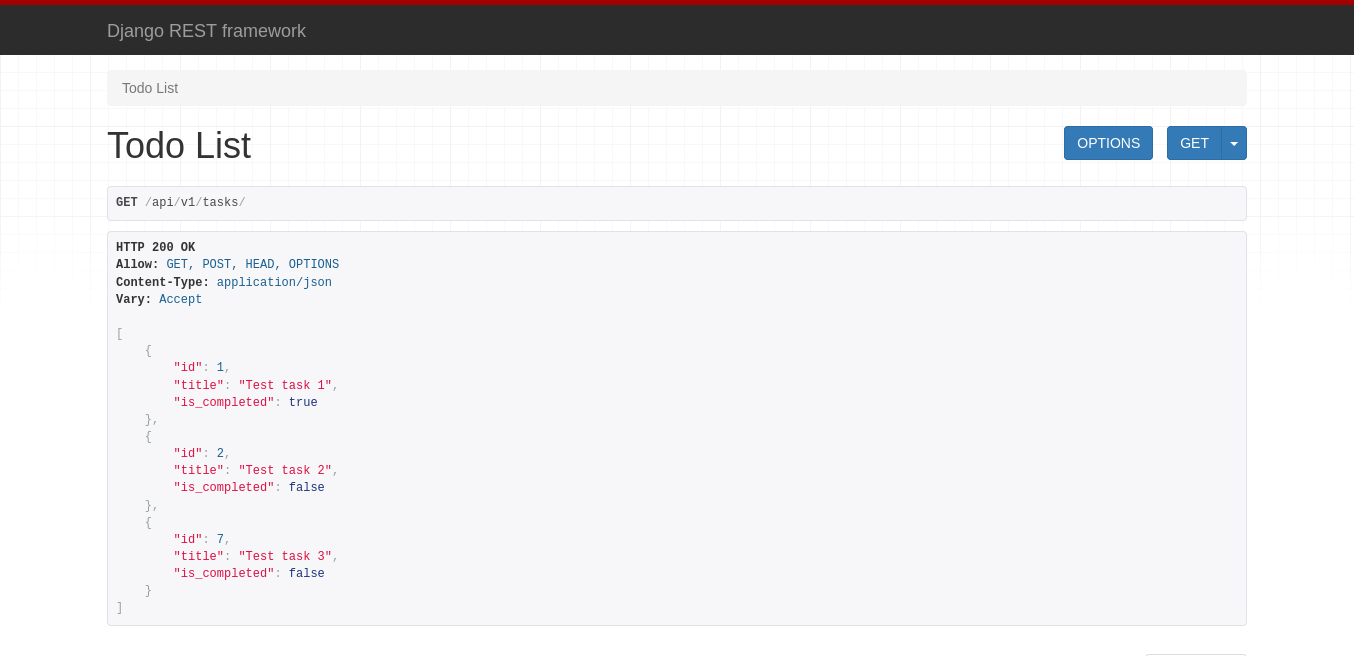 Django REST framework
Todo List
Todo List
OPTIONS
GET
GET /api/v1/tasks/
HTTP 200 OK
Allow: GET, POST, HEAD, OPTIONS
Content-Type: application/json
Vary: Accept
[
    {
        "id": 1,
        "title": "Test task 1",
        "is_completed": true
    },
    {
        "id": 2,
        "title": "Test task 2",
        "is_completed": false
    },
    {
        "id": 7,
        "title": "Test task 3",
        "is_completed": false
    }
]